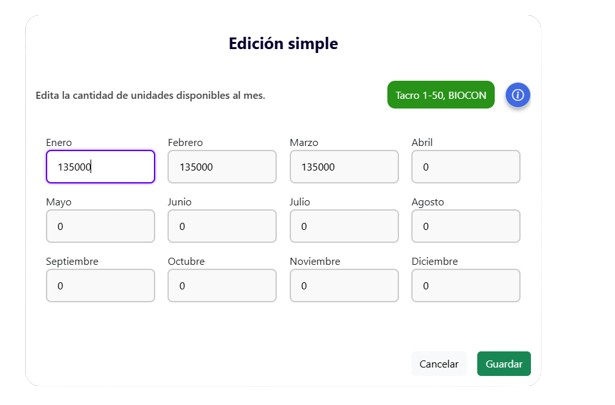 Edición simple
Edita la cantidad de unidades disponibles al mes.
Tacro 1-50, BIOCON
Enero
Febrero
Marzo
Abril
135000
135000
135000
0
Mayo
Junio
Julio
Agosto
0
0
0
0
Septiembre
Octubre
Noviembre
Diciembre
0
0
0
0
Cancelar
Guardar